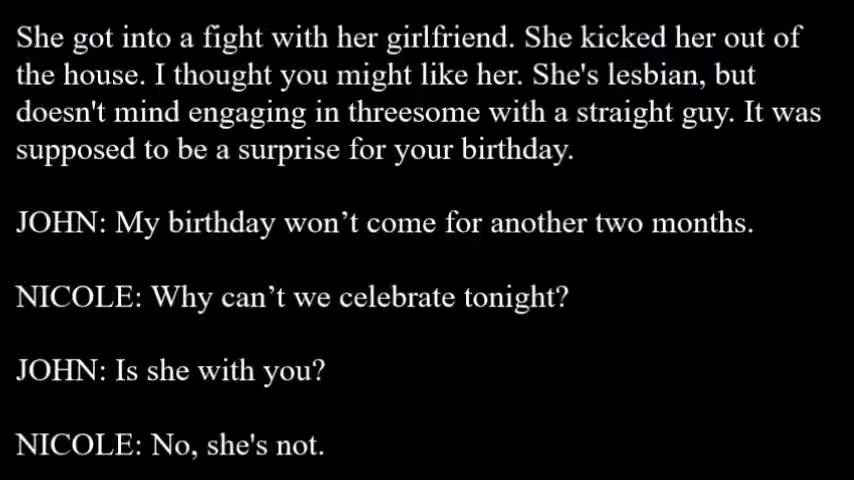 She got into a fight with her girlfriend. She kicked her out of
the house. I thought you might like her. She's lesbian, but
doesn't mind engaging in threesome with a straight guy. It was
supposed to be a surprise for your birthday.
JOHN: My birthday won’t come for another two months.
NICOLE: Why can’t we celebrate tonight?
JOHN: Is she with you?
NICOLE: No, she's not.